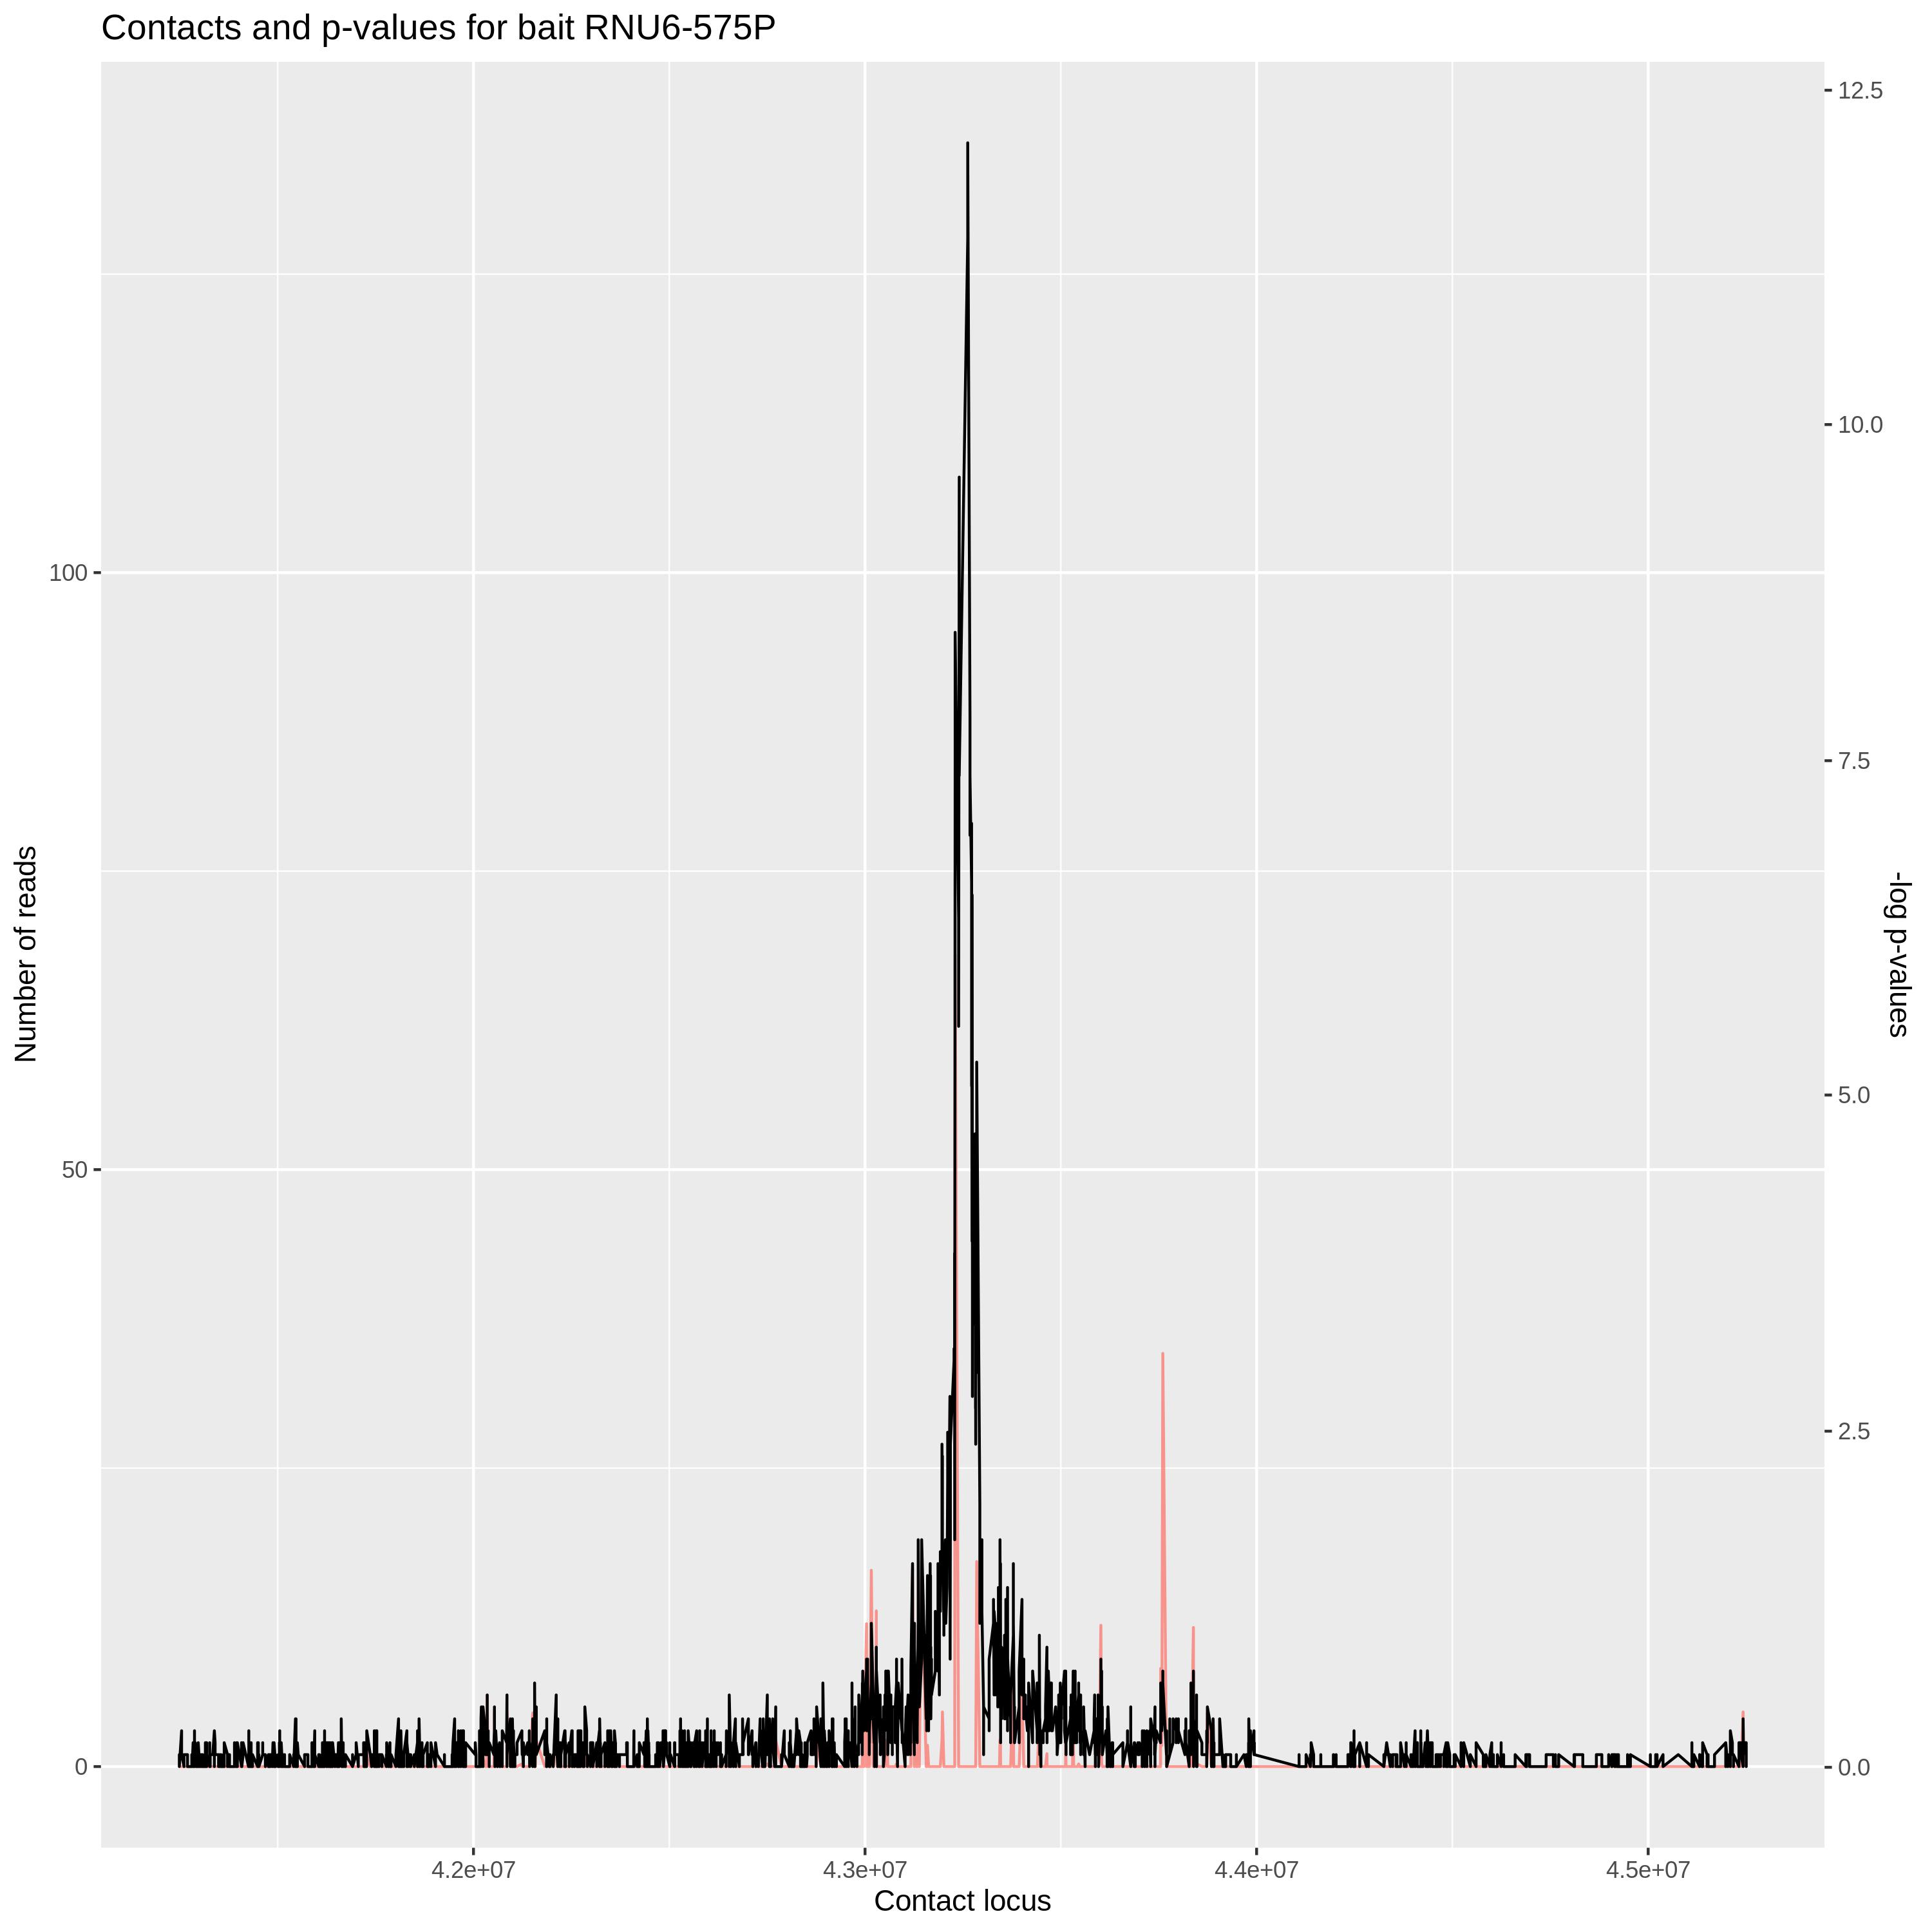 Contacts and p-values for bait RNU6-575P
12.5
10.0
100
7.5
Number of reads
-log p-values
5.0
50
2.5
0
0.0
4.2e+07
4.3e+07
4.4e+07
4.5e+07
Contact locus